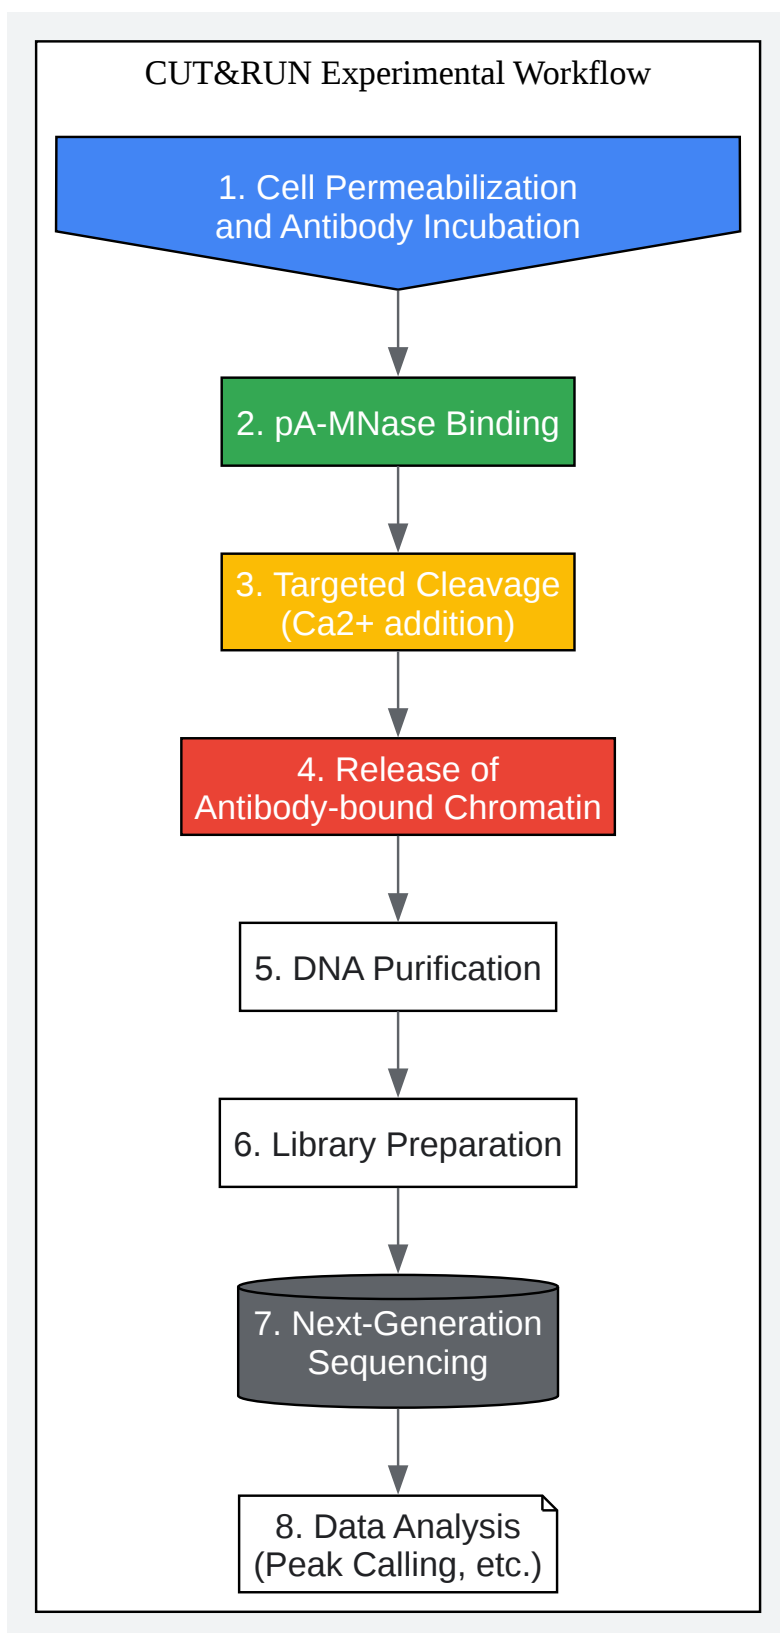 CUT&RUN Experimental Workflow
1. Cell Permeabilization
and Antibody Incubation
2. pA-MNase Binding
3. Targeted Cleavage
(Ca2+ addition)
4. Release of
Antibody-bound Chromatin
5. DNA Purification
6. Library Preparation
7. Next-Generation
Sequencing
8. Data Analysis
(Peak Calling, etc.)